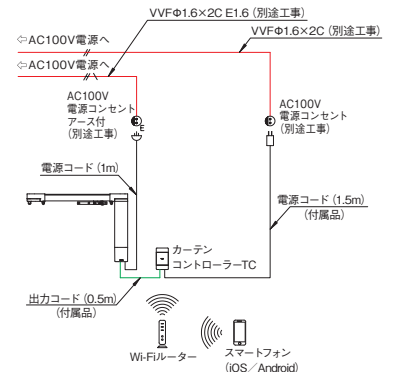 VVFΦ1.6×2C E1.6（別途工事）
VVFΦ1.6×2C（別途工事）
⇦AC100V電源へ
⇦AC100V電源へ
AC100V
電源コンセント
アース付
（別途工事）
E
AC100V
電源コンセント
（別途工事）
電源コード（1m）
電源コード（1.5m）
（付属品）
カーテン
コントローラーTC
出力コード（0.5m）
（付属品）
Wi-Fiルーター
スマートフォン
（iOS／Android）